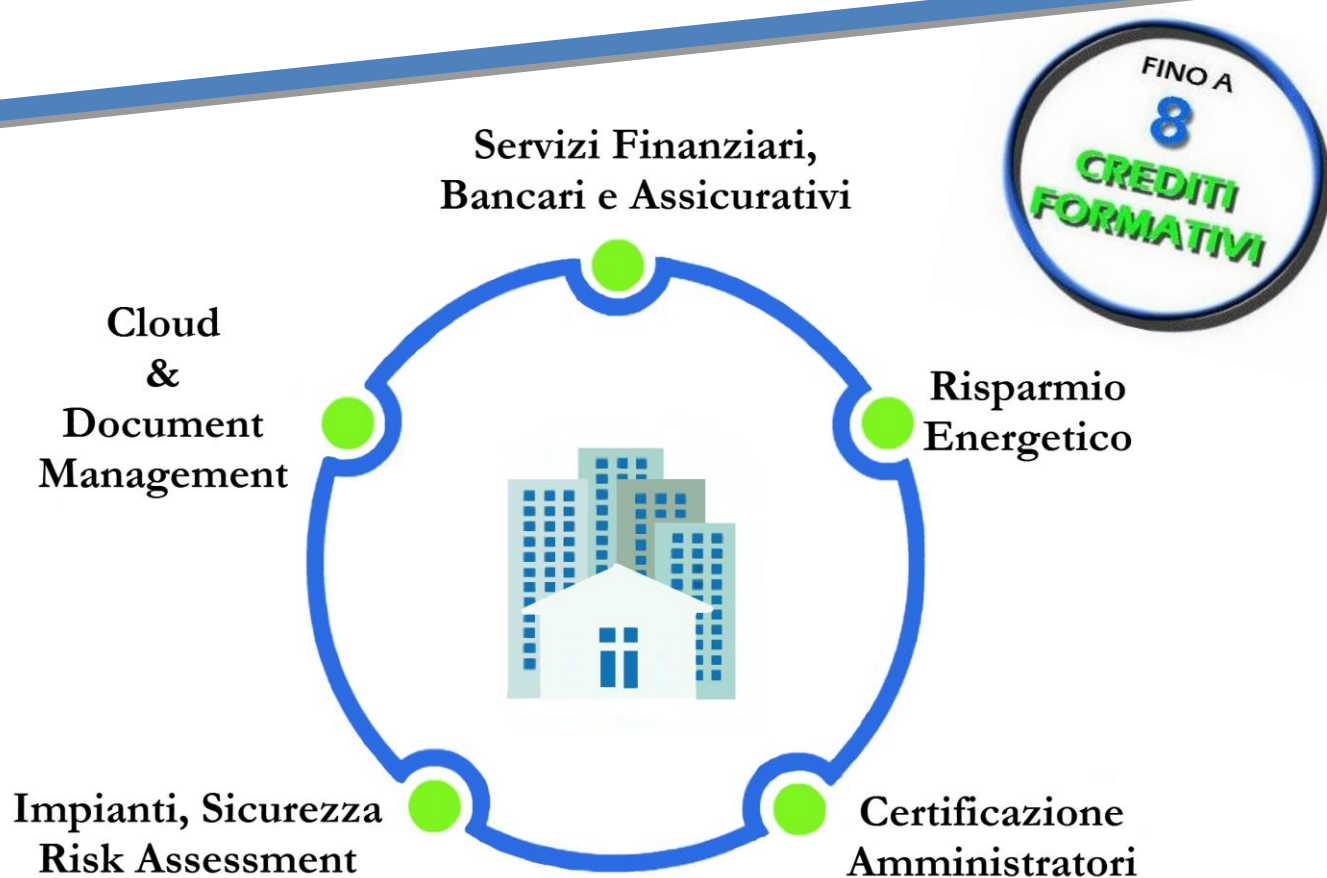 FINO A
8
CREDITI
FORMATIVI
Servizi Finanziari,
Bancari e Assicurativi
Cloud
&
Document
Management
Risparmio
Energetico
Impianti, Sicurezza
Risk Assessment
Certificazione
Amministratori